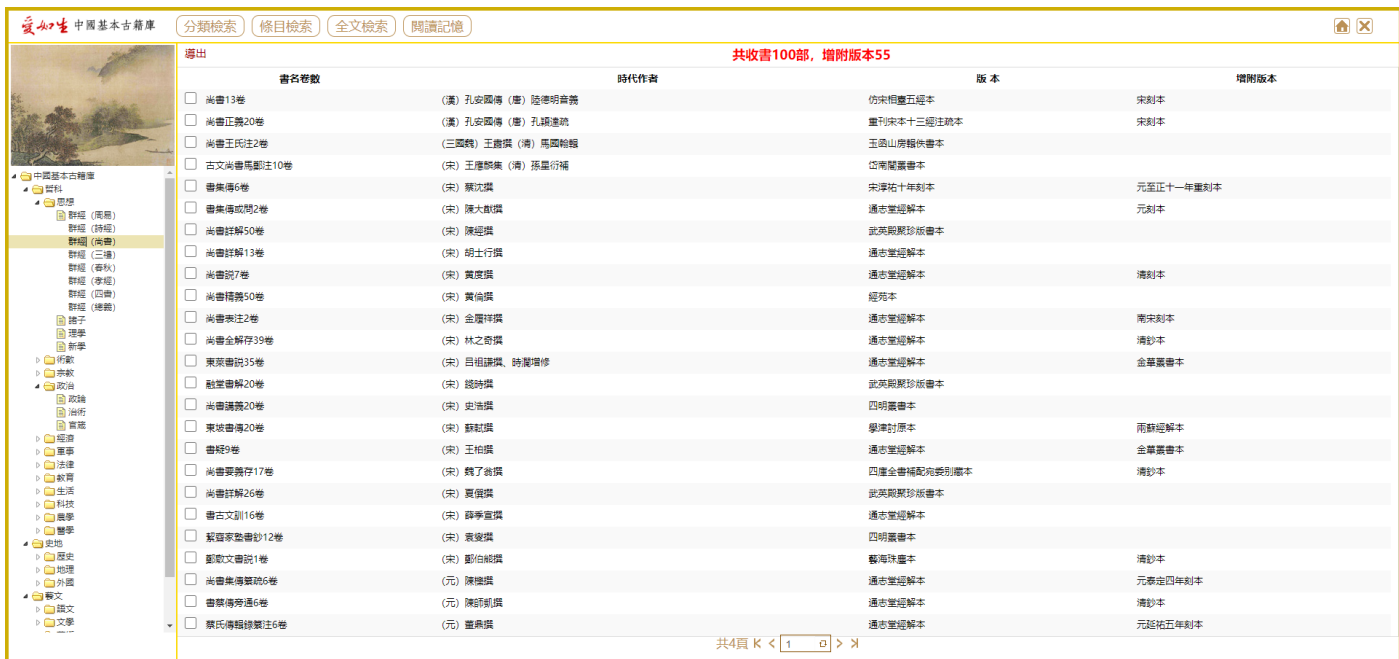 愛如生 中國基本古籍庫 分類檢索 條目檢索 全文檢索 閱讀記憶
導出 共收書100部，增附版本55
書名卷數 時代作者 版 本 增附版本
尚書13卷 （漢）孔安國傳（唐）陸德明音義 仿宋相臺五經本 宋刻本
尚書正義20卷 （漢）孔安國傳（唐）孔穎達疏 重刊宋本十三經注疏本 宋刻本
尚書王氏注2卷 （三國魏）王肅撰（清）馬國翰輯 玉函山房輯佚書本
古文尚書馬鄭注10卷 （宋）王應麟集（清）孫星衍補 岱南閣叢書本
書集傳6卷 （宋）蔡沈撰 宋淳祐十年刻本 元至正十一年重刻本
書集傳或問2卷 （宋）陳大猷撰 通志堂經解本 元刻本
尚書詳解50卷 （宋）陳經撰 武英殿聚珍版書本
尚書詳解13卷 （宋）胡士行撰 通志堂經解本
尚書説7卷 （宋）黄度撰 通志堂經解本 清刻本
尚書精義50卷 （宋）黄倫撰 經苑本
尚書表注2卷 （宋）金履祥撰 通志堂經解本 南宋刻本
尚書全解存39卷 （宋）林之奇撰 通志堂經解本 清鈔本
東萊書説35卷 （宋）吕祖謙撰、時瀾增修 通志堂經解本 金華叢書本
融堂書解20卷 （宋）錢時撰 武英殿聚珍版書本
尚書講義20卷 （宋）史浩撰 四明叢書本
東坡書傳20卷 （宋）蘇軾撰 學津討原本 兩蘇經解本
書疑9卷 （宋）王柏撰 通志堂經解本 金華叢書本
尚書要義存17卷 （宋）魏了翁撰 四庫全書補配宛委别藏本 清鈔本
尚書詳解26卷 （宋）夏僎撰 武英殿聚珍版書本
書古文訓16卷 （宋）薛季宣撰 通志堂經解本
絜齋家塾書鈔12卷 （宋）袁燮撰 四明叢書本
鄭敷文書説1卷 （宋）鄭伯熊撰 藝海珠塵本 清鈔本
尚書集傳纂疏6卷 （元）陳櫟撰 通志堂經解本 元泰定四年刻本
書蔡傳旁通6卷 （元）陳師凱撰 通志堂經解本 清鈔本
蔡氏傳輯錄纂注6卷 （元）董鼎撰 通志堂經解本 元延祐五年刻本
共4頁 1
中國基本古籍庫
哲科
思想
群經（周易）
群經（詩經）
群經（尚書）
群經（三禮）
群經（春秋）
群經（孝經）
群經（四書）
群經（總義）
諸子
理學
新學
術數
宗教
政治
政論
治術
官箴
經濟
軍事
法律
教育
生活
科技
農學
醫學
史地
歷史
地理
外國
藝文
語文
文學